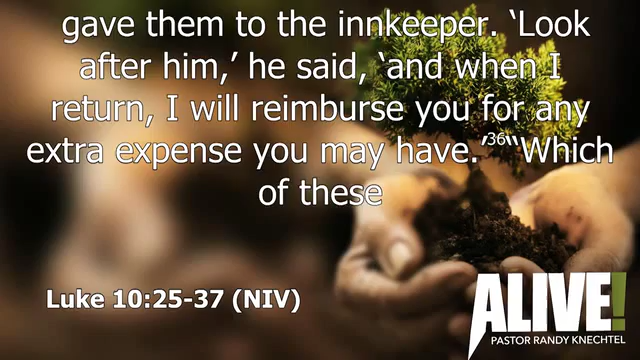 gave them to the innkeeper. ‘Look
after him,’ he said, ‘and when I
return, I will reimburse you for any
extra expense you may have.’ 36 “Which
of these
Luke 10:25-37 (NIV)
ALIVE!
PASTOR RANDY KNECHTEL